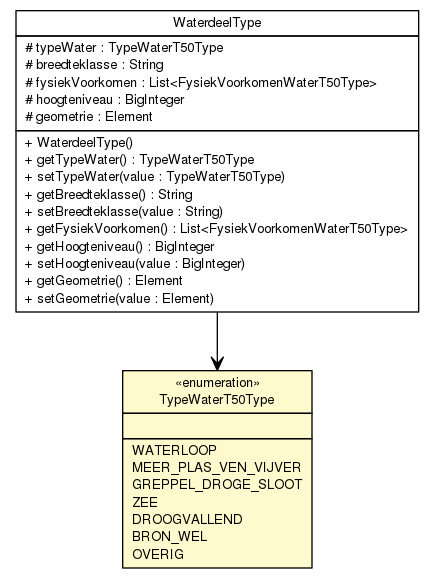 WaterdeelType
# typeWater : TypeWaterT50Type
# breedteklasse : String
# fysiekVoorkomen : List<FysiekVoorkomenWaterT50Type>
# hoogteniveau : BigInteger
# geometrie : Element
+ WaterdeelType()
+ getTypeWater() : TypeWaterT50Type
+ setTypeWater(value : TypeWaterT50Type)
+ getBreedteklasse() : String
+ setBreedteklasse(value : String)
+ getFysiekVoorkomen() : List<FysiekVoorkomenWaterT50Type>
+ getHoogteniveau() : BigInteger
+ setHoogteniveau(value : BigInteger)
+ getGeometrie() : Element
+ setGeometrie(value : Element)
«enumeration»
TypeWaterT50Type
WATERLOOP
MEER_PLAS_VEN_VIJVER
GREPPEL_DROGE_SLOOT
ZEE
DROOGVALLEND
BRON_WEL
OVERIG